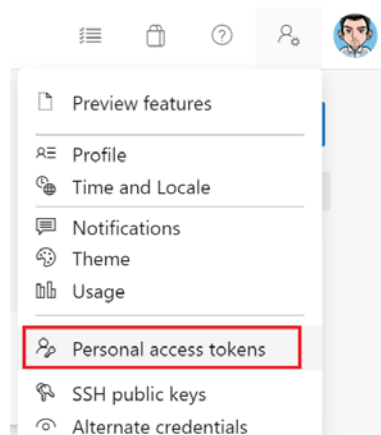 Preview features
Profile
Time and Locale
Notifications
Theme
Usage
Personal access tokens
SSH public keys
Alternate credentials